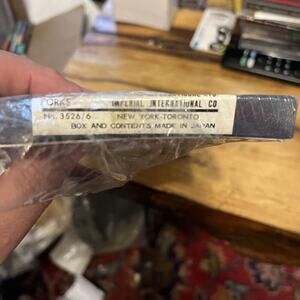 FORKS
IMPERIAL INTERNATIONAL CO
No. 3526/6
NEW YORK-TORONTO
BOX AND CONTENTS MADE IN JAPAN